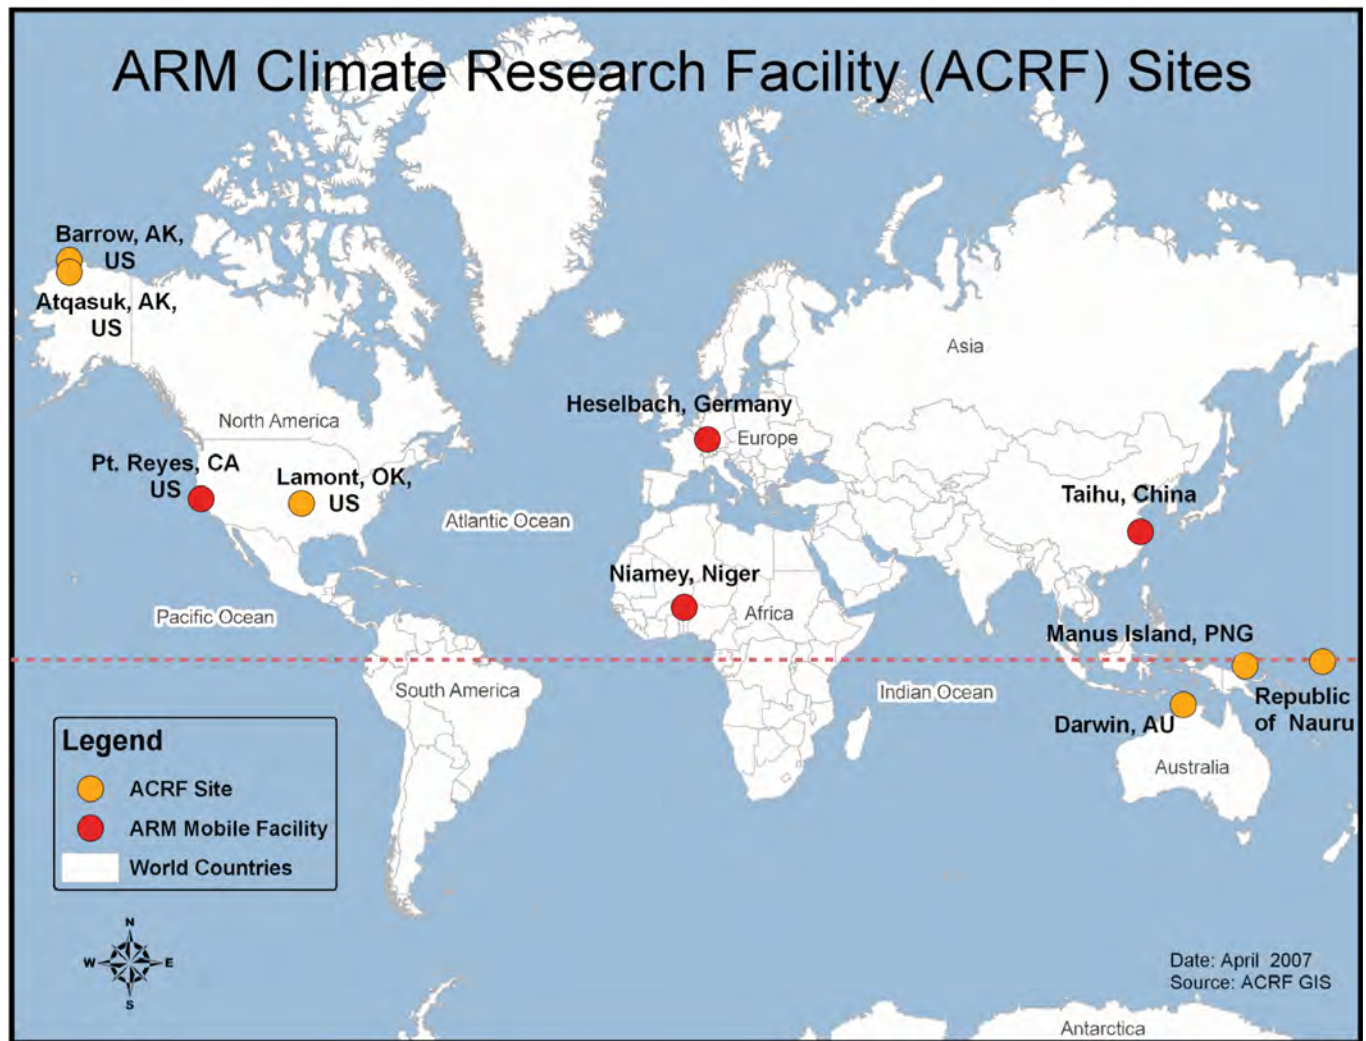 ARM Climate Research Facility (ACRF) Sites
Barrow, AK,
US
Atqasuk, AK,
US
North America
Pt. Reyes, CA
US
Lamont, OK,
US
Atlantic Ocean
Pacific Ocean
Heselbach, Germany
Europe
Asia
Taihu, China
Niamey, Niger
Africa
Manus Island, PNG
Republic
of Nauru
Indian Ocean
South America
Darwin, AU
Australia
Legend
ACRF Site
ARM Mobile Facility
World Countries
N
W
E
S
Date: April 2007
Source: ACRF GIS
Antarctica